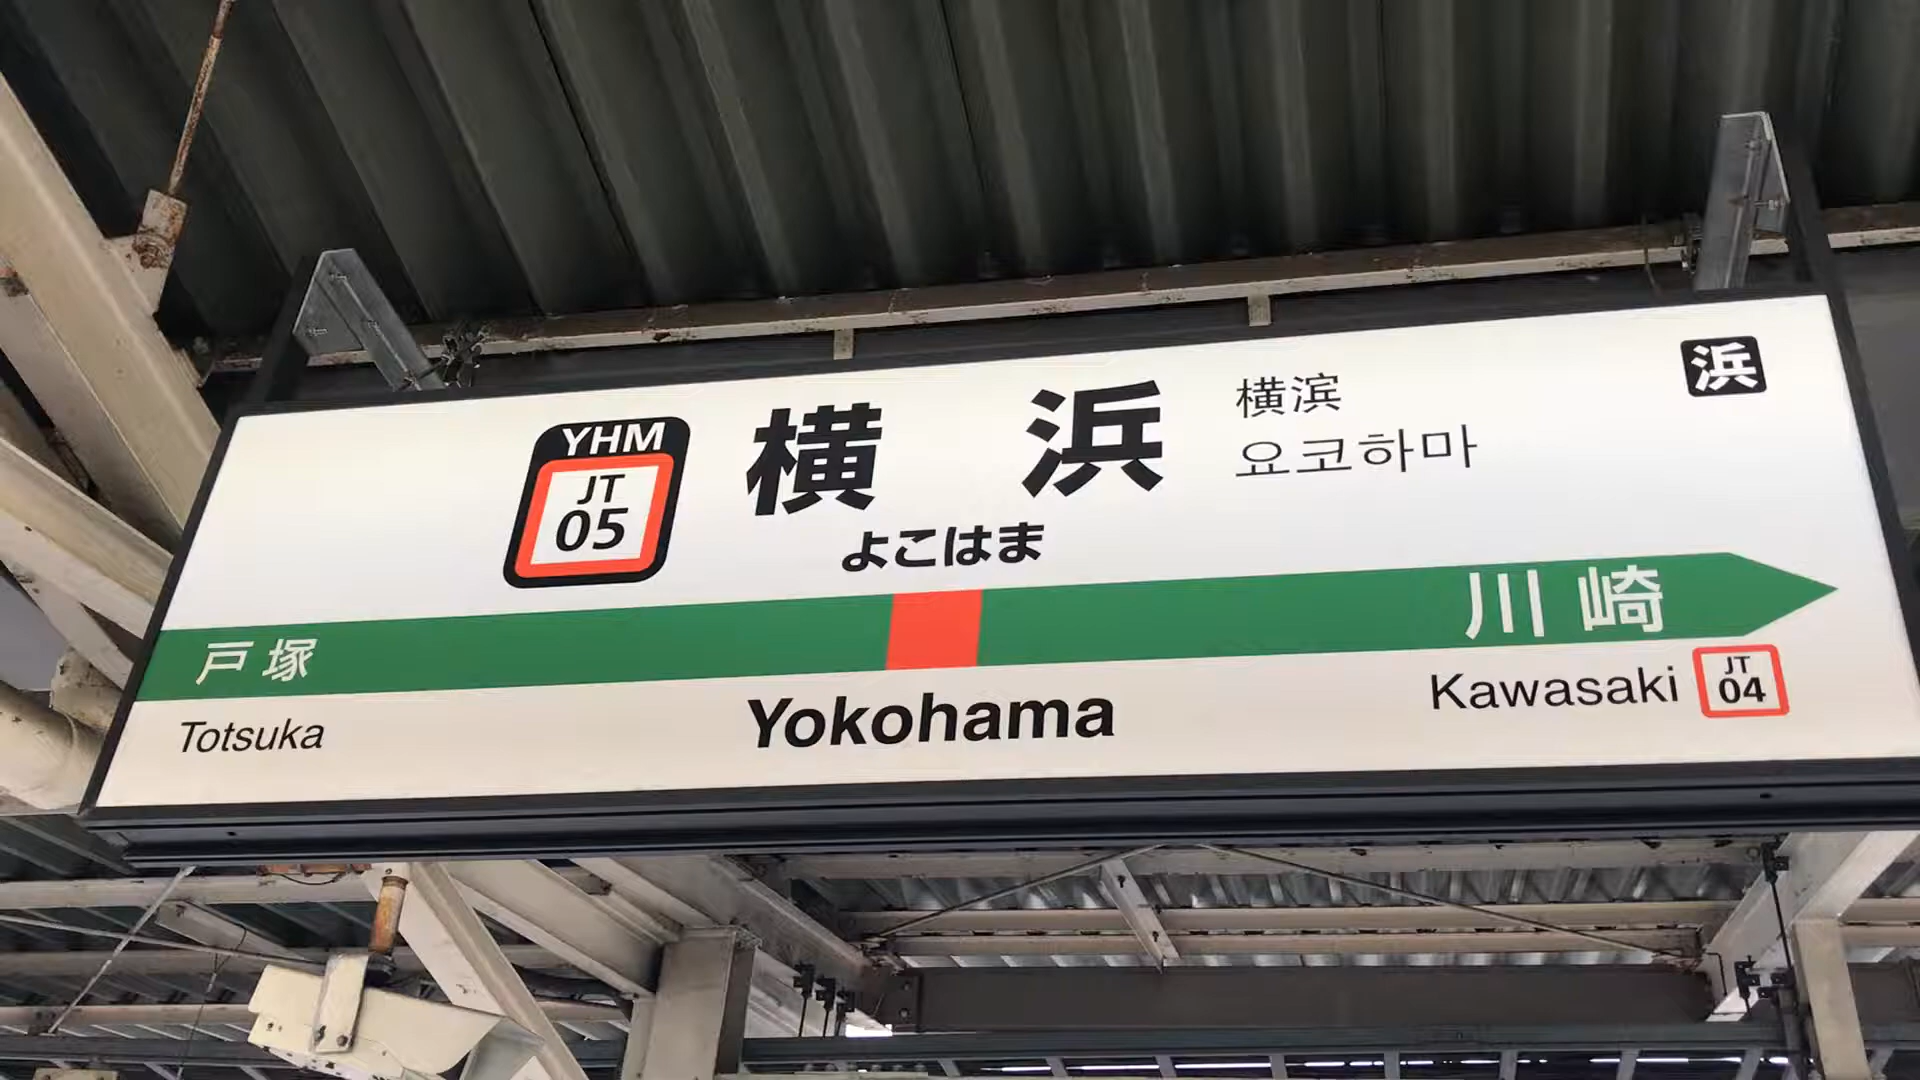 YHM
JT
05
横浜
横滨
요코하마
浜
よこはま
戸塚
川崎
Totsuka
Yokohama
Kawasaki
JT
04